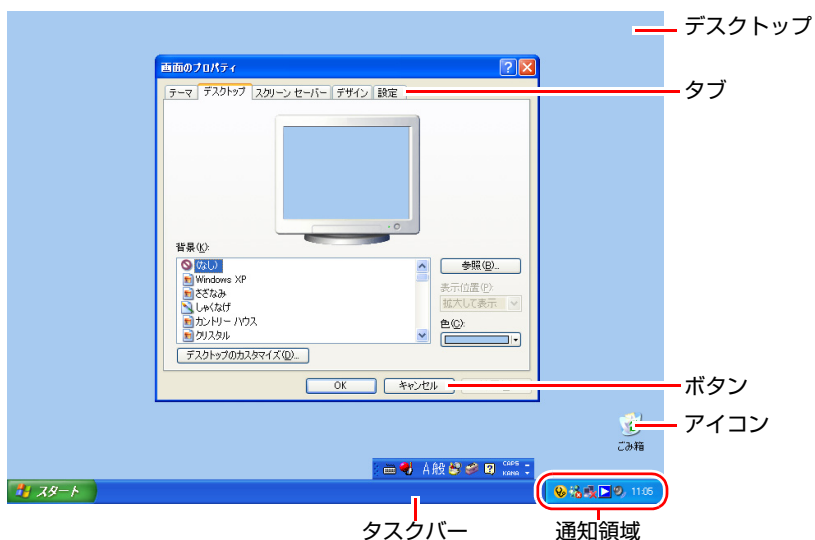 デスクトップ
画面のプロパティ
テーマ デスクトップ スクリーン セーバー デザイン 設定
タブ
背景(K):
(なし)
Windows XP
さざなみ
しゃくなげ
カントリー ハウス
クリスタル
参照(B)...
表示位置(P):
拡大して表示
色(C):
デスクトップのカスタマイズ(D)...
OK キャンセル
ボタン
アイコン
ごみ箱
A般 CAPS
KANA
スタート
11:05
タスクバー
通知領域